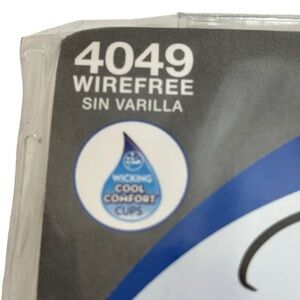 4049
WIREFREE
SIN VARILLA
WICKING
COOL
COMFORT
CUPS